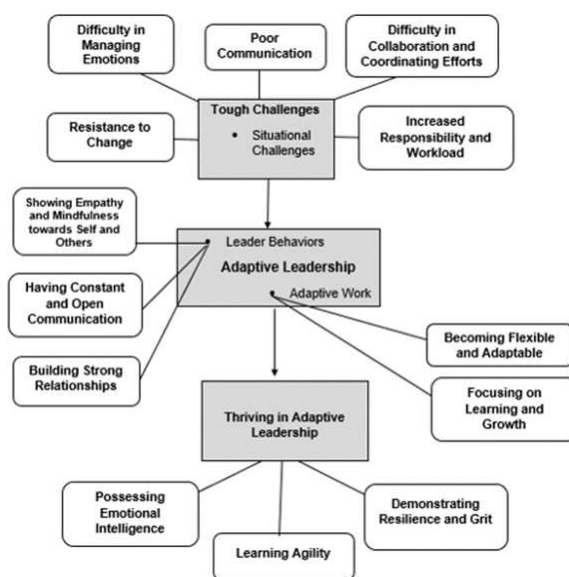 Difficulty in
Managing
Emotions
Poor
Communication
Difficulty in
Collaboration and
Coordinating Efforts
Tough Challenges
• Situational
Challenges
Resistance to
Change
Increased
Responsibility and
Workload
Showing Empathy
and Mindfulness
towards Self and
Others
• Leader Behaviors
Adaptive Leadership
• Adaptive Work
Having Constant
and Open
Communication
Building Strong
Relationships
Becoming Flexible
and Adaptable
Focusing on
Learning and
Growth
Thriving in Adaptive
Leadership
Possessing
Emotional
Intelligence
Learning Agility
Demonstrating
Resilience and Grit